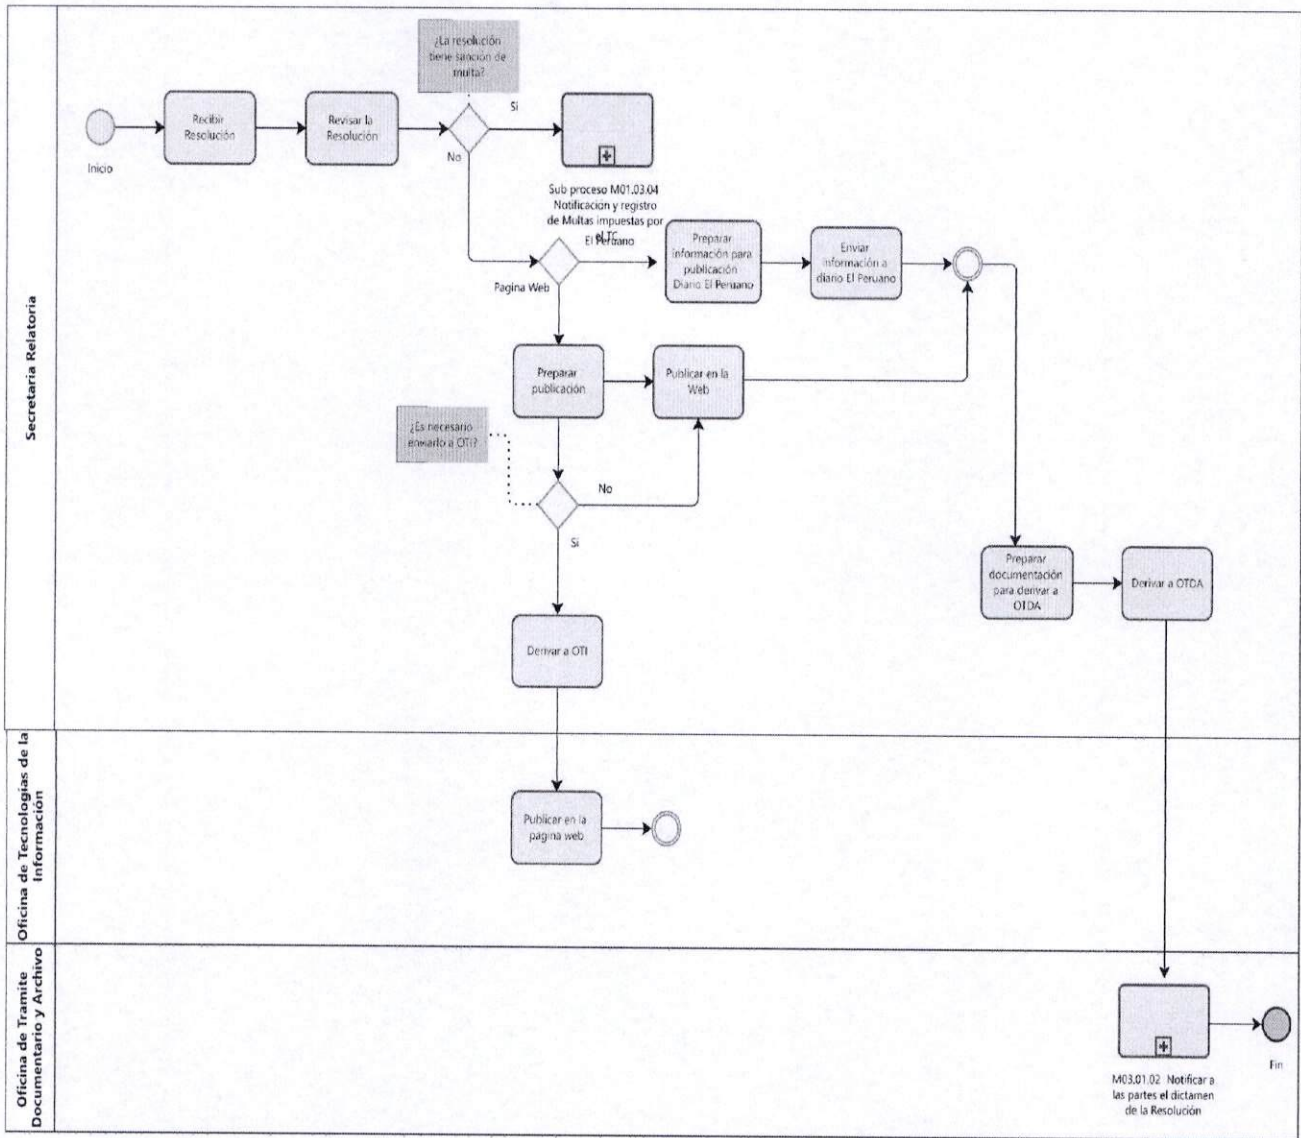 Secretaria Relatoria
¿La resolución
tiene sanción de
multa?
Inicio
Recibir
Resolución
Revisar la
Resolución
Si
No
Sub proceso M01.03.04
Notificación y registro
de Multas impuestas por
el TC
El Peruano
Pagina Web
Preparar
información para
publicación
Diario El Peruano
Enviar
información a
diario El Peruano
Preparar
publicación
Publicar en la
Web
¿Es necesario
enviarlo a OTI?
No
Si
Derivar a OTI
Preparar
documentación
para derivar a
OTDA
Derivar a OTDA
Oficina de Tecnologías de la
Información
Publicar en la
pagina web
Oficina de Tramite
Documentario y Archivo
M03.01.02 Notificar a
las partes el dictamen
de la Resolución
Fin